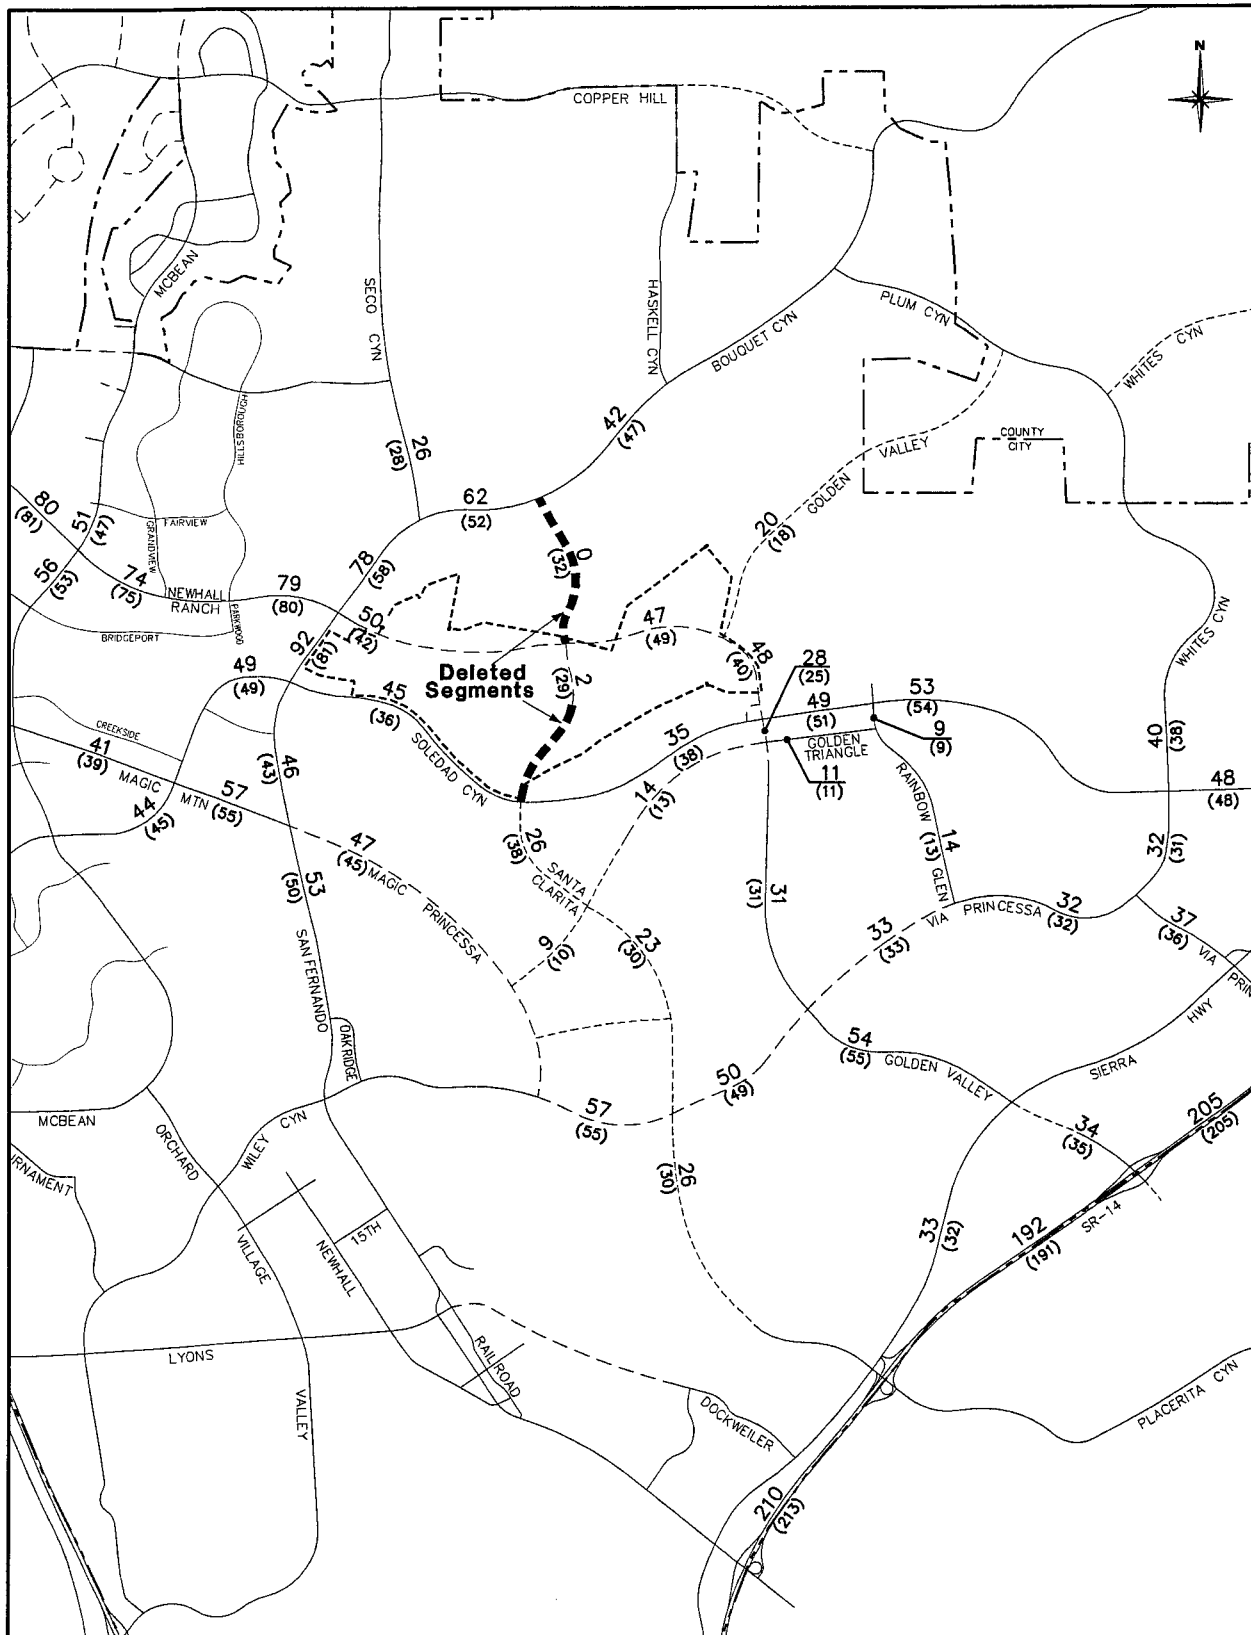 N
COPPER HILL
MCBEAN
SECO CYN
HASKELL CYN
BOUQUET CYN
PLUM CYN
WHITES CYN
HILLSBOROUGH
42
(47)
26
(28)
COUNTY
CITY
GOLDEN VALLEY
80
(81)
51
(47)
FAIRVIEW
GRANDVIEW
62
(52)
20
(18)
0
(32)
78
(58)
56
(53)
74
(75)
NEWHALL
RANCH
79
(80)
PARKWOOD
BRIDGEPORT
50
(42)
47
(49)
92
(81)
48
(40)
WHITES CYN
Deleted
Segments
2
(29)
28
(25)
49
(49)
45
(36)
49
(51)
53
(54)
9
(9)
CREEKSIDE
41
(39)
MAGIC MTN
46
(43)
SOLEDAD CYN
35
(38)
GOLDEN
TRIANGLE
11
(11)
40
(38)
48
(48)
57
(55)
44
(45)
14
(13)
RAINBOW GLEN
14
(13)
47
(45)
MAGIC PRINCESSA
26
(38)
SANTA
CLARITA
32
(31)
53
(50)
31
(31)
VIA PRINCESSA
32
(32)
33
(33)
37
(36)
VIA PRIN
9
(10)
23
(30)
SAN FERNANDO
OAKRIDGE
HWY
SIERRA
54
(55)
GOLDEN VALLEY
50
(49)
57
(55)
34
(35)
205
(205)
MCBEAN
ORCHARD
WILEY CYN
URNAMENT
26
(30)
15TH
NEWHALL
VILLAGE
33
(32)
192
(191)
SR-14
LYONS
RAILROAD
VALLEY
DOCKWEILER
PLACERITA CYN
210
(213)